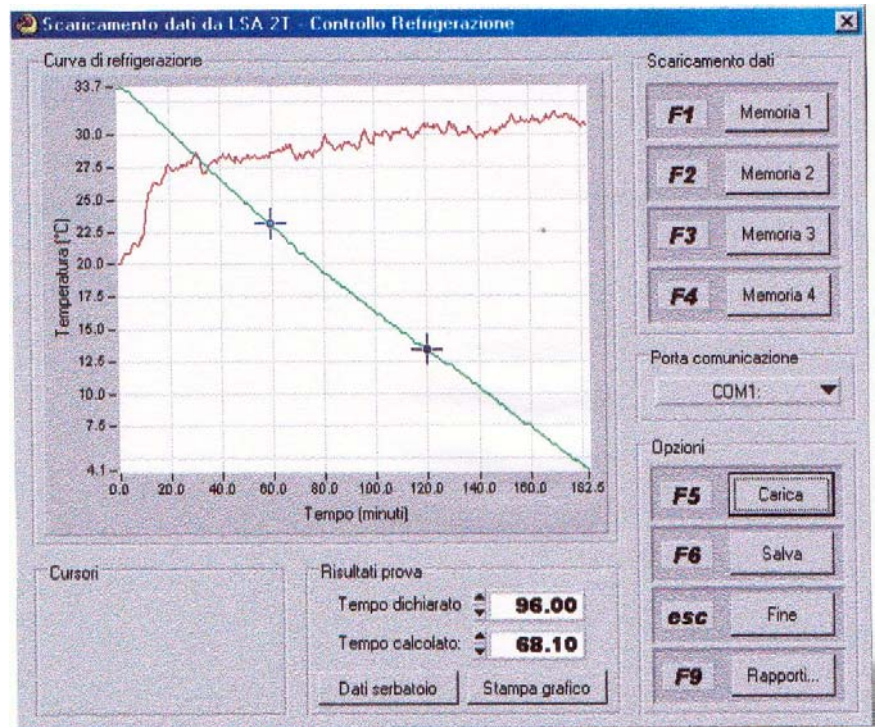 Scaricamento dati da LSA 2T - Controllo Refrigerazione
Curva di refrigerazione
33.7
30.0
27.5
25.0
22.5
20.0
17.5
15.0
12.5
10.0
7.5
4.1
Temperatura (°C)
0.0 20.0 40.0 60.0 80.0 100.0 120.0 140.0 160.0 182.5
Tempo (minuti)
Scaricamento dati
F1 Memoria 1
F2 Memoria 2
F3 Memoria 3
F4 Memoria 4
Porta comunicazione
COM1:
Opzioni
F5 Carica
F6 Salva
esc Fine
F9 Rapporti...
Cursori
Risultati prova
Tempo dichiarato 96.00
Tempo calcolato: 68.10
Dati serbatoio Stampa grafico